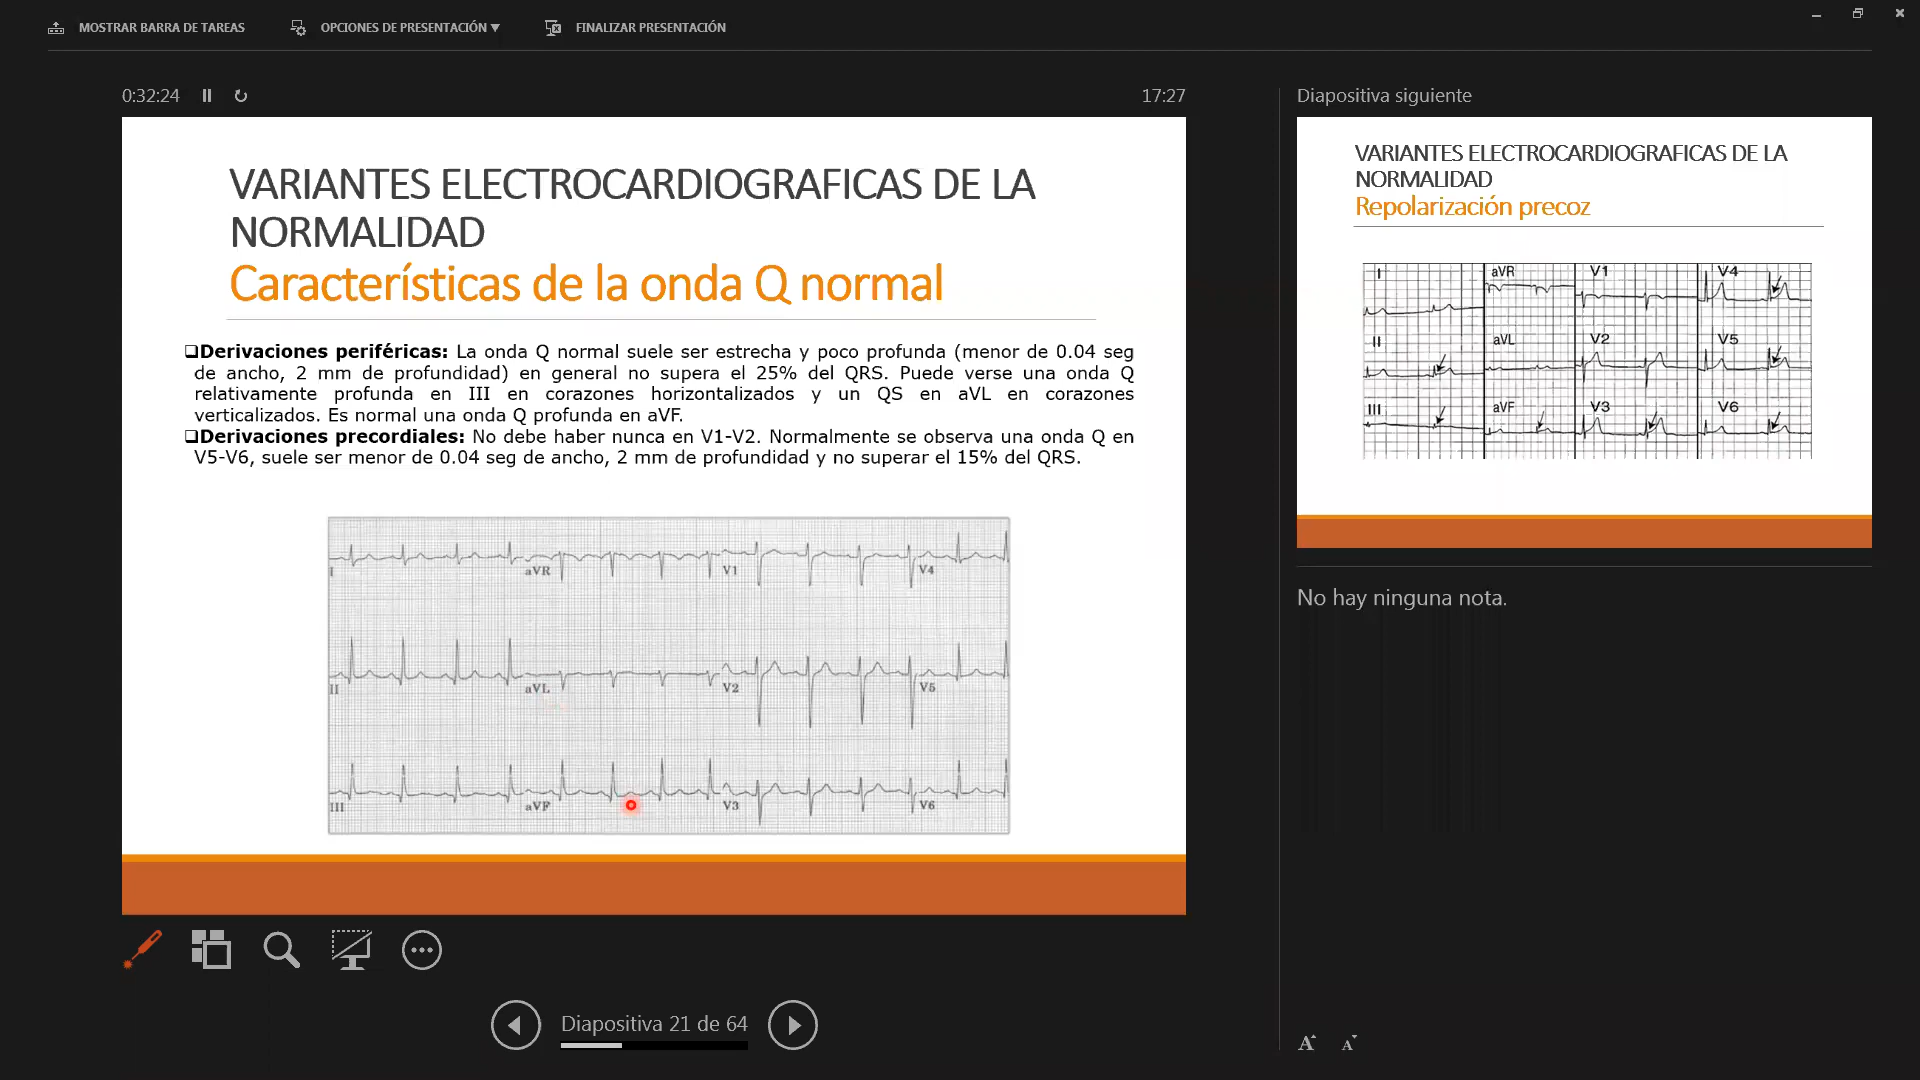 MOSTRAR BARRA DE TAREAS
OPCIONES DE PRESENTACIÓN ▼
FINALIZAR PRESENTACIÓN
0:32:24
17:27
VARIANTES ELECTROCARDIOGRAFICAS DE LA
NORMALIDAD
Características de la onda Q normal
❑Derivaciones periféricas: La onda Q normal suele ser estrecha y poco profunda (menor de 0.04 seg
de ancho, 2 mm de profundidad) en general no supera el 25% del QRS. Puede verse una onda Q
relativamente profunda en III en corazones horizontalizados y un QS en aVL en corazones
verticalizados. Es normal una onda Q profunda en aVF.
❑Derivaciones precordiales: No debe haber nunca en V1-V2. Normalmente se observa una onda Q en
V5-V6, suele ser menor de 0.04 seg de ancho, 2 mm de profundidad y no superar el 15% del QRS.
I aVR V1 V4
II aVL V2 V5
III aVF V3 V6
Diapositiva 21 de 64
Diapositiva siguiente
VARIANTES ELECTROCARDIOGRAFICAS DE LA
NORMALIDAD
Repolarización precoz
I aVR V1 V4
II aVL V2 V5
III aVF V3 V6
No hay ninguna nota.
A A